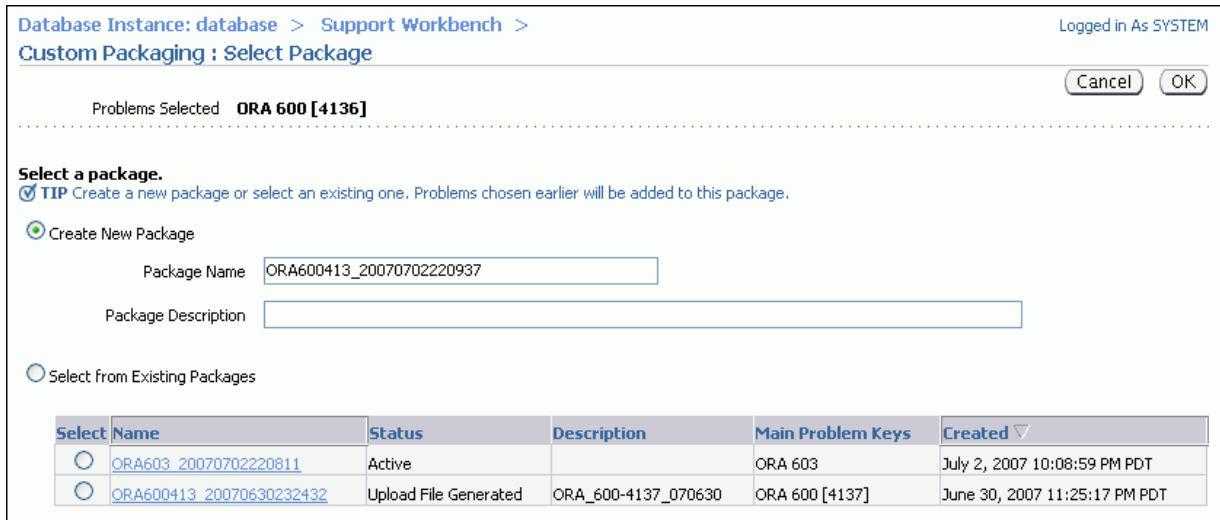 Database Instance: database > Support Workbench >
Logged in As SYSTEM
Custom Packaging : Select Package
Cancel OK
Problems Selected ORA 600 [4136]
Select a package.
TIP Create a new package or select an existing one. Problems chosen earlier will be added to this package.
Create New Package
Package Name ORA600413_20070702220937
Package Description
Select from Existing Packages
Select Name Status Description Main Problem Keys Created
ORA603_20070702220811 Active ORA 603 July 2, 2007 10:08:59 PM PDT
ORA600413_20070630232432 Upload File Generated ORA_600-4137_070630 ORA 600 [4137] June 30, 2007 11:25:17 PM PDT